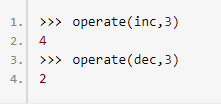 1. >>> operate(inc,3)
2. 4
3. >>> operate(dec,3)
4. 2